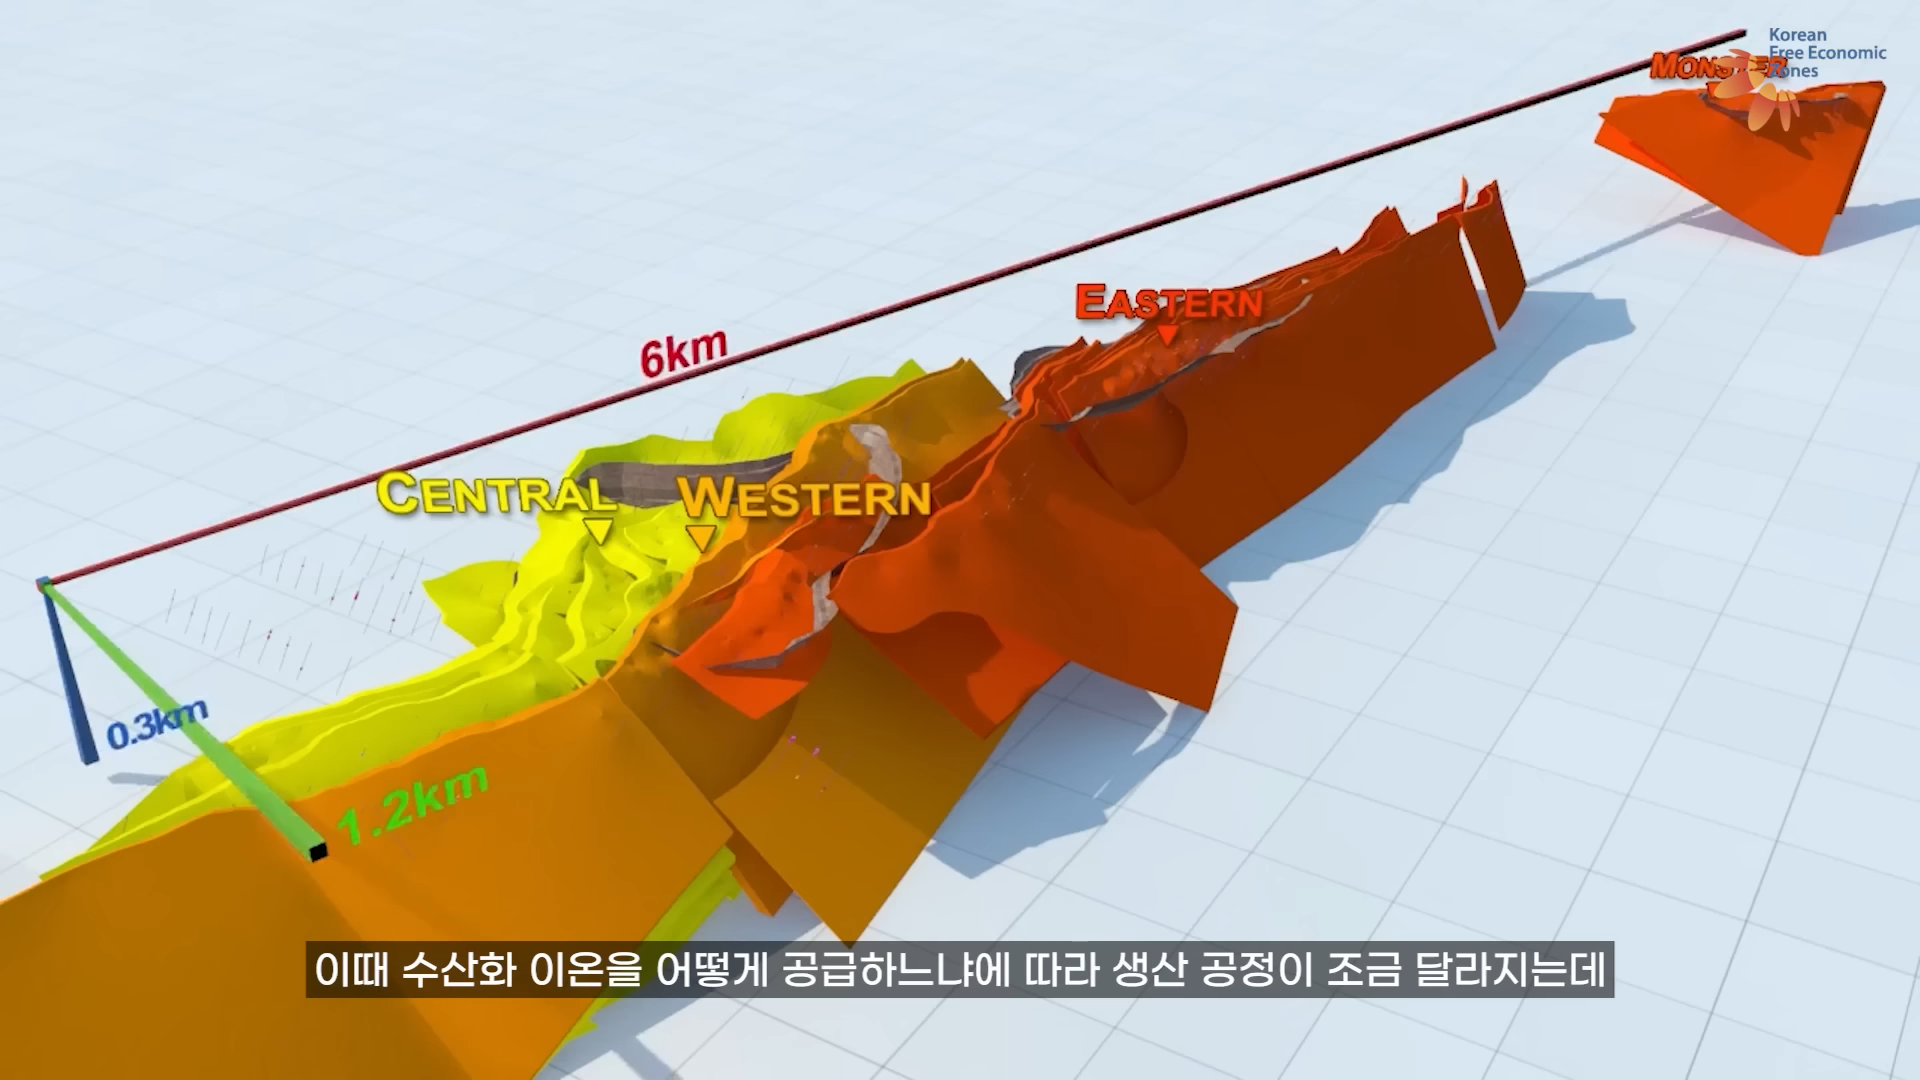 Korean
Free Economic
Zones
MONSTER
EASTERN
6km
CENTRAL
WESTERN
0.3km
1.2km
이때 수산화 이온을 어떻게 공급하느냐에 따라 생산 공정이 조금 달라지는데